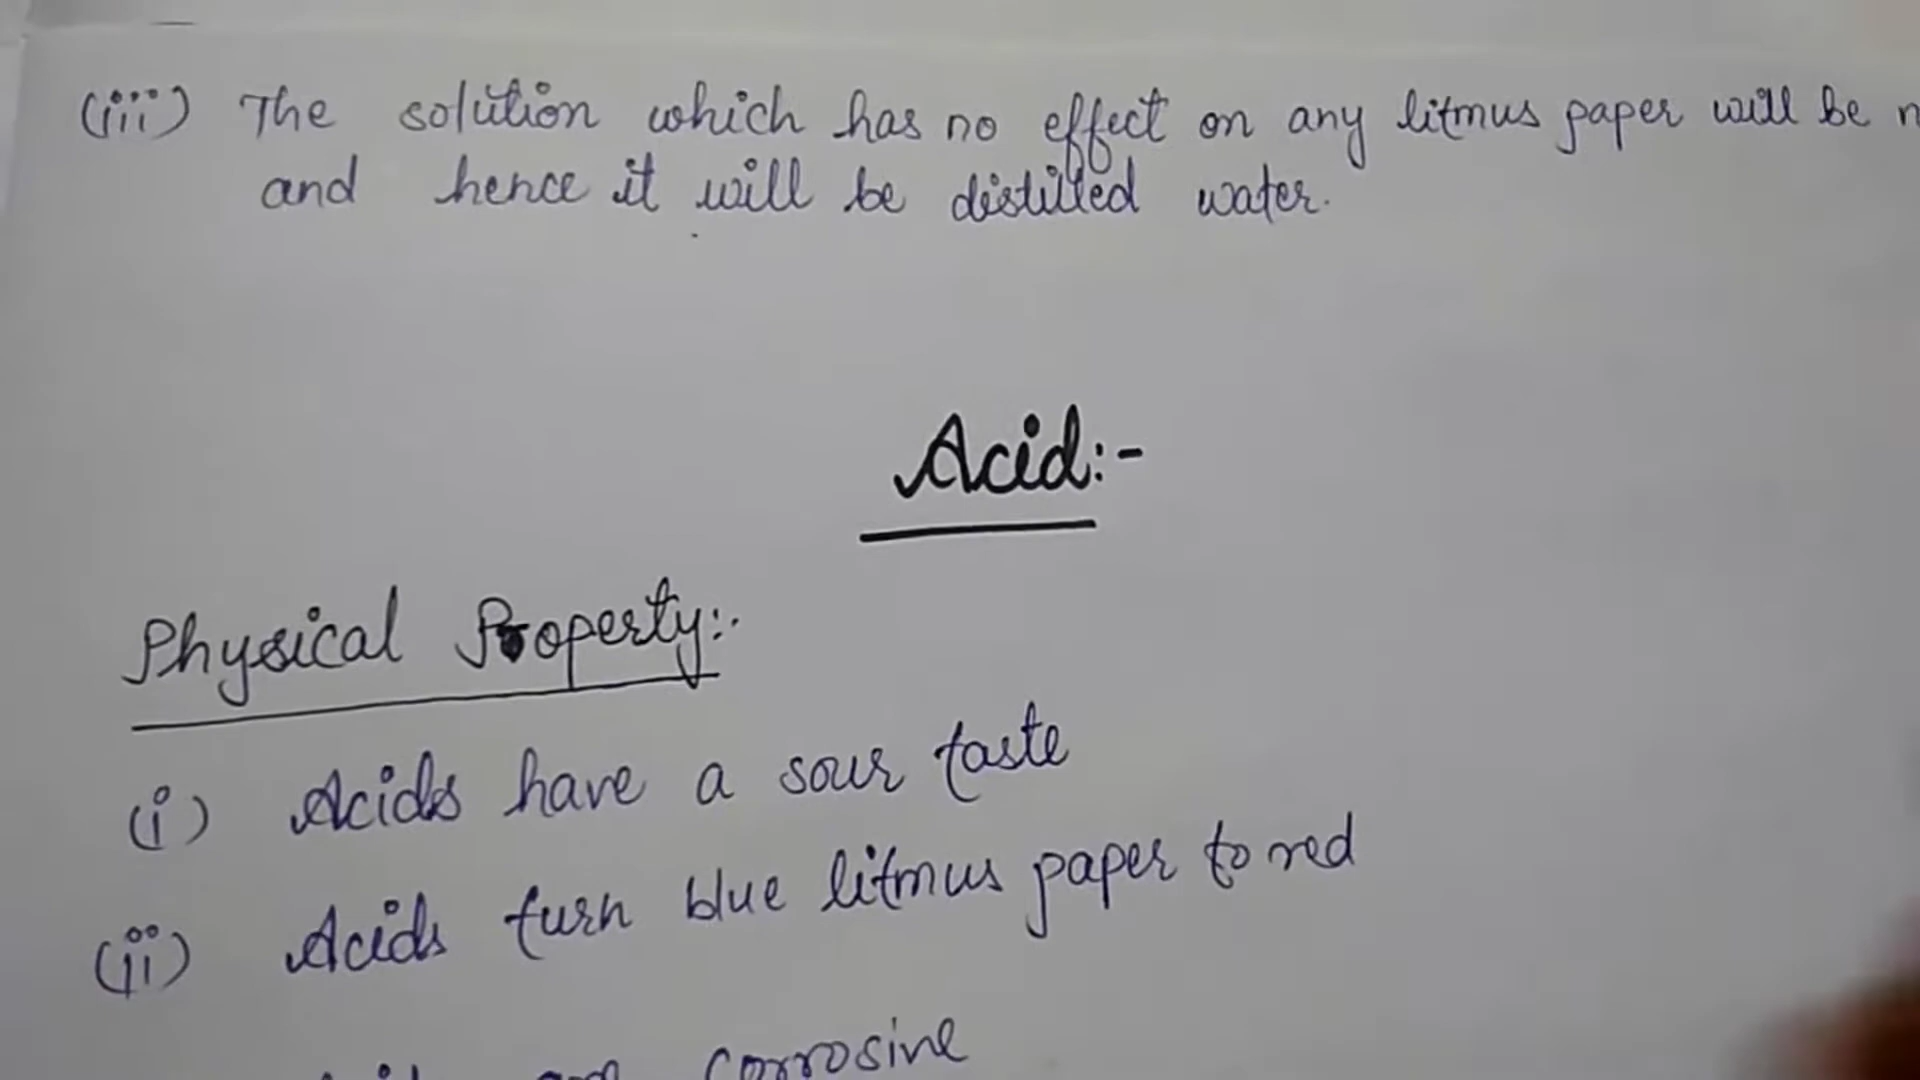 (iii) The solution which has no effect on any litmus paper will be n
and hence it will be distilled water.
Acid:-
Physical Property:-
(i) Acids have a sour taste
(ii) Acids turn blue litmus paper to red
corrosine